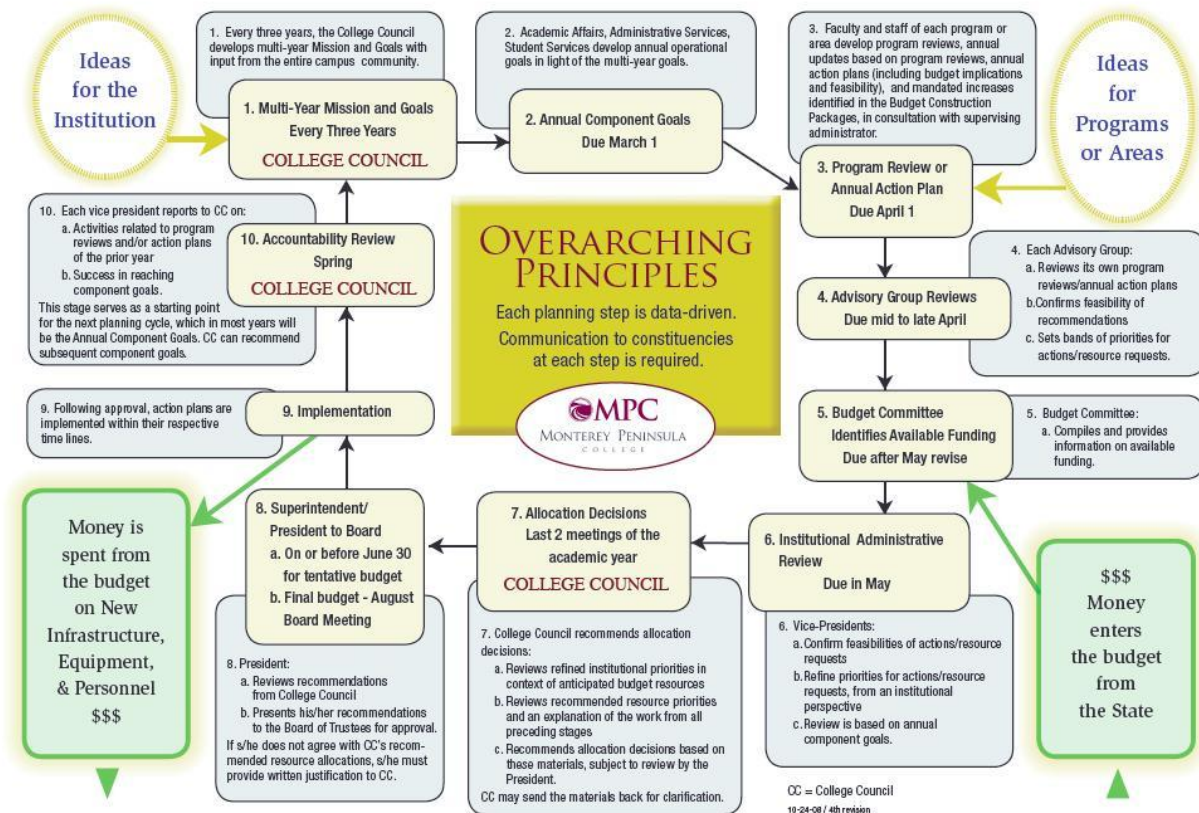 Ideas
for the
Institution
1. Every three years, the College Council
develops multi-year Mission and Goals with
input from the entire campus community.
1. Multi-Year Mission and Goals
Every Three Years
COLLEGE COUNCIL
2. Academic Affairs, Administrative Services,
Student Services develop annual operational
goals in light of the multi-year goals.
2. Annual Component Goals
Due March 1
3. Faculty and staff of each program or
area develop program reviews, annual
updates based on program reviews, annual
action plans (including budget implications
and feasibility), and mandated increases
identified in the Budget Construction
Packages, in consultation with supervising
administrator.
3. Program Review or
Annual Action Plan
Due April 1
Ideas
for
Programs
or Areas
10. Each vice president reports to CC on:
a. Activities related to program
reviews and/or action plans
of the prior year
b. Success in reaching
component goals.
This stage serves as a starting point
for the next planning cycle, which in most years will
be the Annual Component Goals. CC can recommend
subsequent component goals.
10. Accountability Review
Spring
COLLEGE COUNCIL
OVERARCHING
PRINCIPLES
Each planning step is data-driven.
Communication to constituencies
at each step is required.
MPC
MONTEREY PENINSULA
COLLEGE
4. Advisory Group Reviews
Due mid to late April
4. Each Advisory Group:
a. Reviews its own program
reviews/annual action plans
b.Confirms feasibility of
recommendations
c. Sets bands of priorities for
actions/resource requests.
9. Following approval, action plans are
implemented within their respective
time lines.
9. Implementation
5. Budget Committee
Identifies Available Funding
Due after May revise
5. Budget Committee:
a. Compiles and provides
information on available
funding.
Money is
spent from
the budget
on New
Infrastructure,
Equipment,
& Personnel
$$$
8. Superintendent/
President to Board
a. On or before June 30
for tentative budget
b. Final budget - August
Board Meeting
8. President:
a. Reviews recommendations
from College Council
b. Presents his/her recommendations
to the Board of Trustees for approval.
If s/he does not agree with CC's recom-
mended resource allocations, s/he must
provide written justification to CC.
7. Allocation Decisions
Last 2 meetings of the
academic year
COLLEGE COUNCIL
7. College Council recommends allocation
decisions:
a. Reviews refined institutional priorities in
context of anticipated budget resources
b. Reviews recommended resource priorities
and an explanation of the work from all
preceding stages
c. Recommends allocation decisions based on
these materials, subject to review by the
President.
CC may send the materials back for clarification.
6. Institutional Administrative
Review
Due in May
6. Vice-Presidents:
a.Confirm feasibilities of actions/resource
requests
b.Refine priorities for actions/resource
requests, from an institutional
perspective
c.Review is based on annual
component goals.
$$$
Money
enters
the budget
from
the State
CC = College Council
10-24-08 / 4th revision